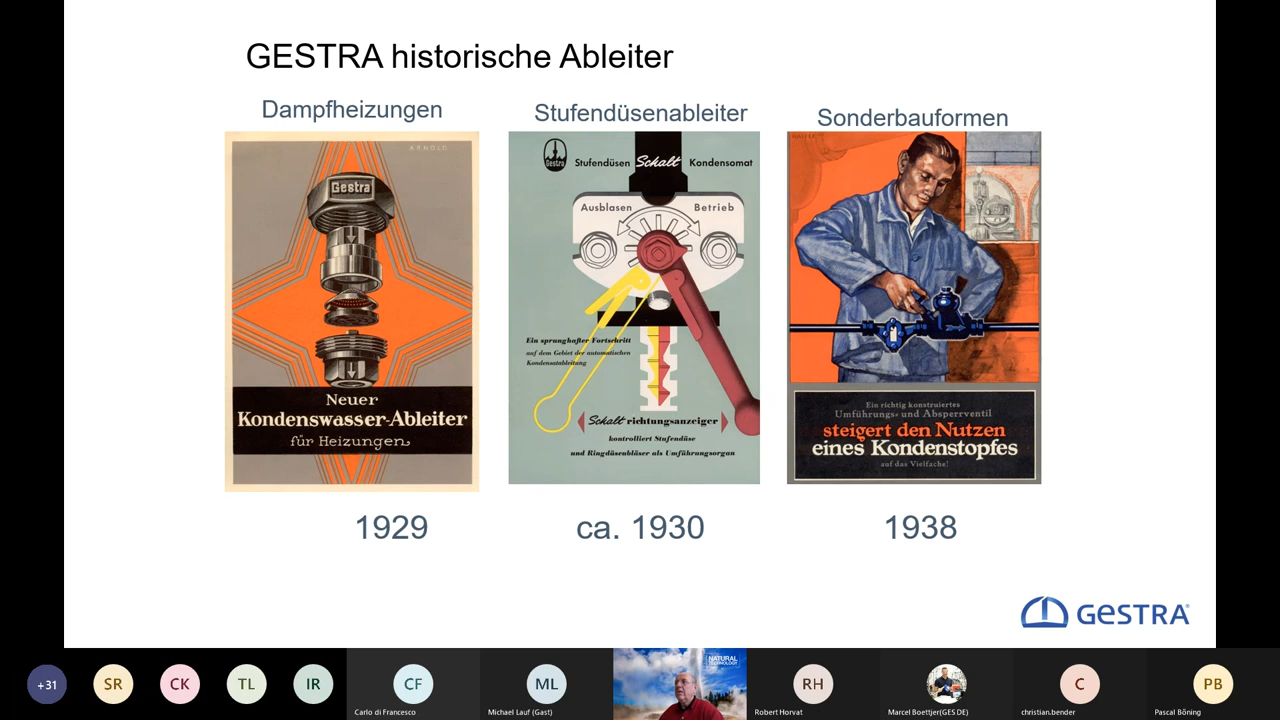 GESTRA historische Ableiter
Dampfheizungen
Stufendüsenableiter
Sonderbauformen
ARNOLD
Gestra
Neuer
Kondenswasser-Ableiter
für Heizungen
Gestra
Stufendüsen Schalt Kondensomat
Ausblasen Betrieb
Ein sprunghafter Fortschritt
auf dem Gebiet der automatischen
Kondensatableitung
Schaltrichtungsanzeiger
kontrolliert Stufendüse
und Ringdüsenbläser als Umführungsorgan
Ein richtig konstruiertes
Umführungs- und Absperrventil
steigert den Nutzen
eines Kondenstopfes
auf das Vielfache!
1929
ca. 1930
1938
GESTRA®
+31
SR
CK
TL
IR
CF
Carlo di Francesco
ML
Michael Lauf (Gast)
NATURAL
TECHNOLOGY
RH
Robert Horvat
Marcel Boettjer(GES DE)
C
christian.bender
PB
Pascal Böning